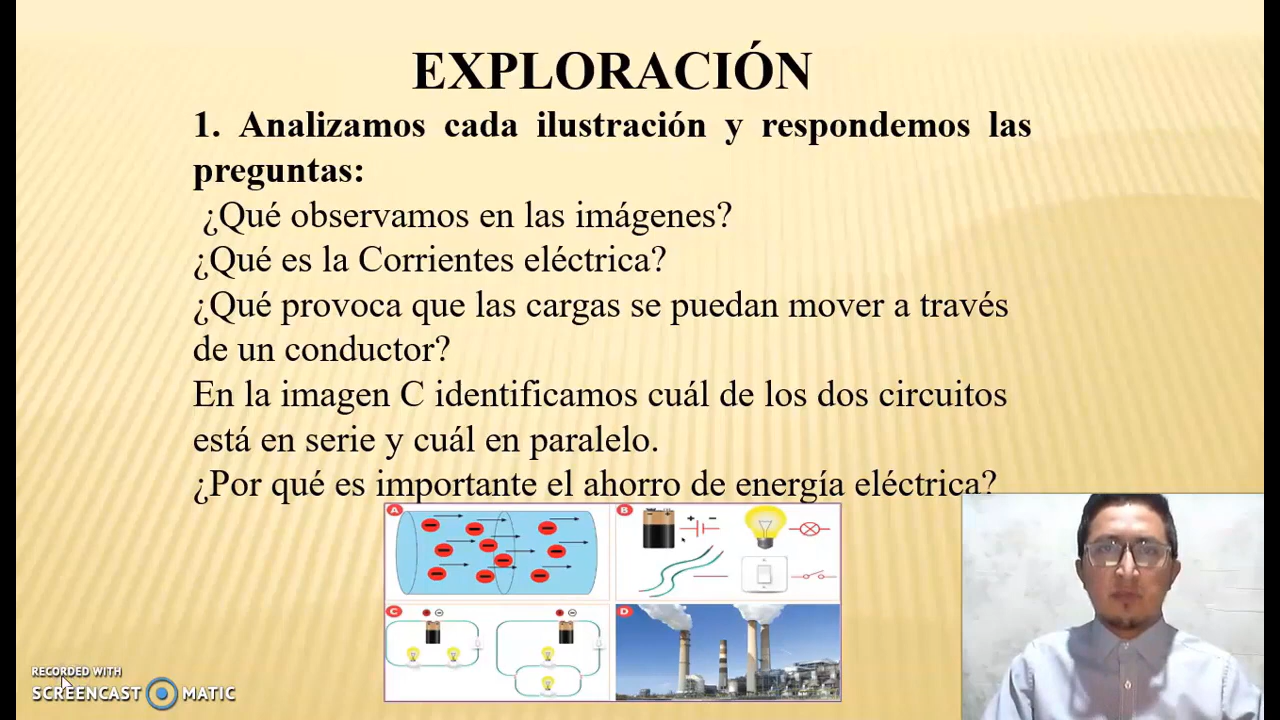 EXPLORACIÓN
1. Analizamos cada ilustración y respondemos las
preguntas:
¿Qué observamos en las imágenes?
¿Qué es la Corrientes eléctrica?
¿Qué provoca que las cargas se puedan mover a través
de un conductor?
En la imagen C identificamos cuál de los dos circuitos
está en serie y cuál en paralelo.
¿Por qué es importante el ahorro de energía eléctrica?
A
B
+ -
C
D
RECORDED WITH
SCREENCAST MATIC